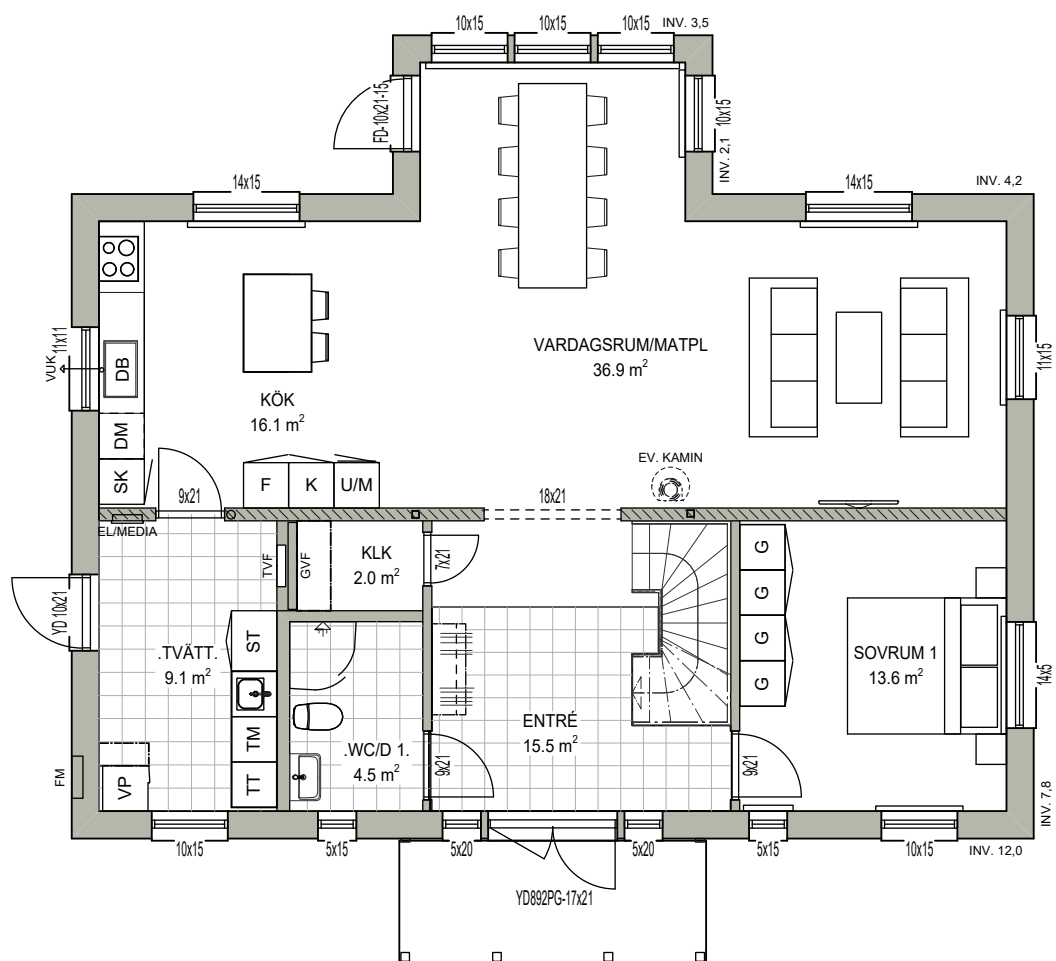 10x15
10x15
10x15
INV. 3,5
FD-10x21-15
10x15
INV. 2,1
14x15
14x15
INV. 4,2
VUK
11x11
DB
DM
SK
KÖK
16.1 m²
VARDAGSRUM/MATPL
36.9 m²
11x15
EV. KAMIN
F
K
U/M
9x21
18x21
EL/MEDIA
TVF
GVF
KLK
2.0 m²
7x21
YD 10x21
.TVÄTT.
9.1 m²
ST
TM
TT
VP
FM
.WC/D 1.
4.5 m²
9x21
ENTRÉ
15.5 m²
G
G
G
G
SOVRUM 1
13.6 m²
14x5
9x21
INV. 7,8
10x15
5x15
5x20
5x20
5x15
10x15
INV. 12,0
YD892PG-17x21